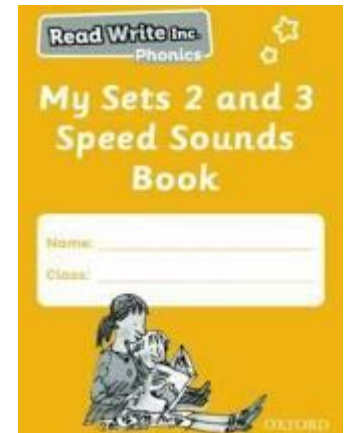 Read Write Inc.
Phonics
My Sets 2 and 3
Speed Sounds
Book
Name:
Class:
OXFORD